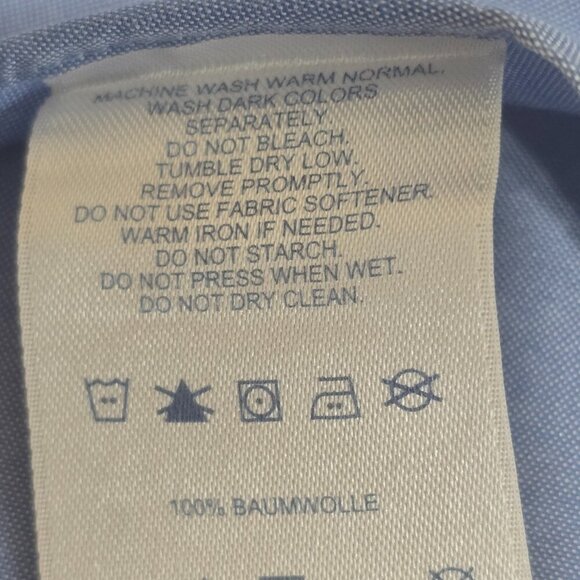 MACHINE WASH WARM NORMAL.
WASH DARK COLORS
SEPARATELY
DO NOT BLEACH.
TUMBLE DRY LOW.
REMOVE PROMPTLY.
DO NOT USE FABRIC SOFTENER.
WARM IRON IF NEEDED.
DO NOT STARCH.
DO NOT PRESS WHEN WET.
DO NOT DRY CLEAN.
100% BAUMWOLLE